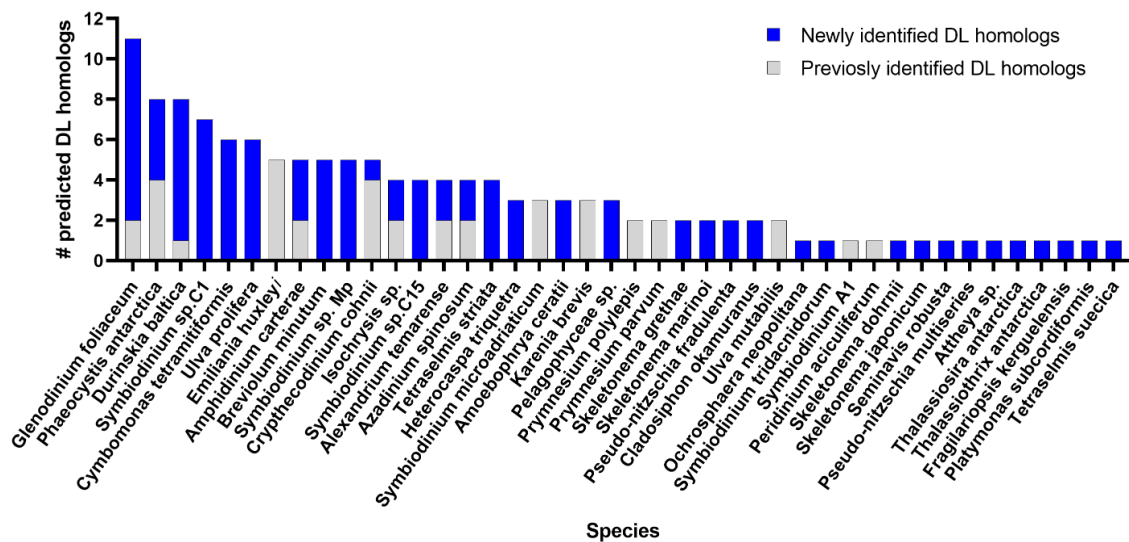 12
10
8
6
4
2
0
# predicted DL homologs
Newly identified DL homologs
Previosly identified DL homologs
Glenodinium foliaceum
Phaeocystis antarctica
Durinskia baltica
Symbiodinium sp.C1
Cymbomonas tetramitiformis
Ulva prolifera
Emiliania huxleyi
Amphidinium carterae
Breviolum minutum
Symbiodinium sp. Mp
Crypthecodinium cohnii
Isochrysis sp.
Symbiodinium sp.C15
Alexandrium temarense
Azadinium spinosum
Tetraselmis striata
Heterocaspa triquetra
Symbiodinium microadriaticum
Amoebophyra ceratii
Karenia brevis
Pelagophyceae sp.
Prymnesium polylepis
Prymnesium parvum
Skeletonema grethae
Skeletonema marinoi
Pseudo-nitzschia fradulenta
Cladosiphon okamuranus
Ulva mutabilis
Ochrosphaera neopolitana
Symbiodinium tridacnidorum
Symbiodinium A1
Peridinium aciculiferum
Skeletonema dohrnii
Skeletonema japonicum
Seminavis robusta
Pseudo-nitzschia multiseries
Attheya sp.
Thalassiosira antarctica
Thalassiothrix antarctica
Fragilariopsis kerguelensis
Platymonas subcordiformis
Tetraselmis suecica
Species